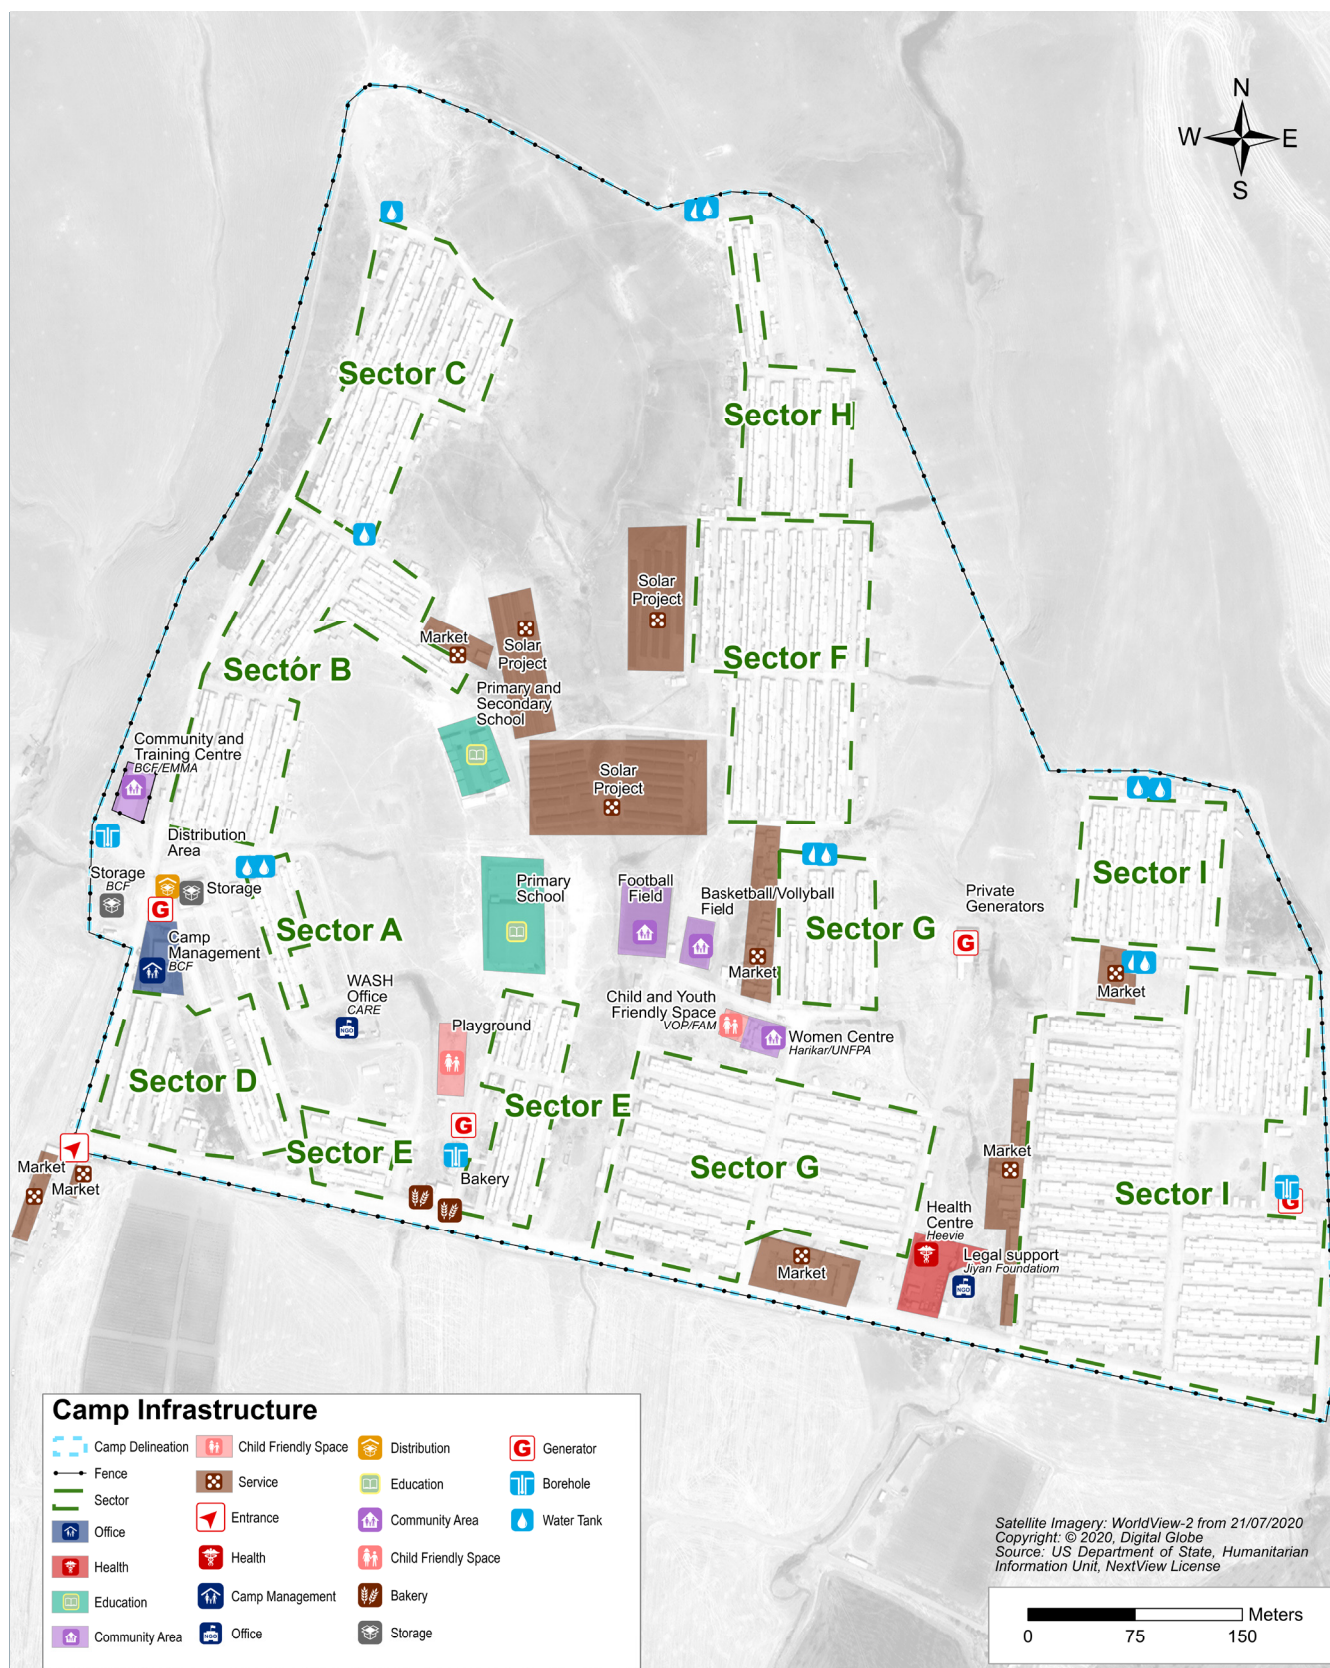 N
W E
S
Sector C
Sector H
Solar
Project
Market
Solar
Project
Sector F
Sector B
Primary and
Secondary
School
Community and
Training Centre
BCF/EMMA
Solar
Project
Distribution
Area
Storage
BCF
Storage
Primary
School
Football
Field
Basketball/Vollyball
Field
Sector I
Private
Generators
Sector A
Sector G
G
G
Camp
Management
BCF
Market
Market
WASH
Office
CARE
NGO
Child and Youth
Friendly Space
VOP/FAM
Playground
Women Centre
Harikar/UNFPA
Sector D
Sector E
G
Sector E
Market
Sector G
Bakery
Market
Market
Sector I
G
Health
Centre
Heevie
Legal support
Jiyan Foundatiom
NGO
Market
Camp Infrastructure
Camp Delineation
Fence
Sector
Office
Health
Education
Community Area
Child Friendly Space
Service
Entrance
Health
Camp Management
NGO Office
Distribution
Education
Community Area
Child Friendly Space
Bakery
Storage
G Generator
Borehole
Water Tank
Satellite Imagery: WorldView-2 from 21/07/2020
Copyright: © 2020, Digital Globe
Source: US Department of State, Humanitarian
Information Unit, NextView License
Meters
0 75 150